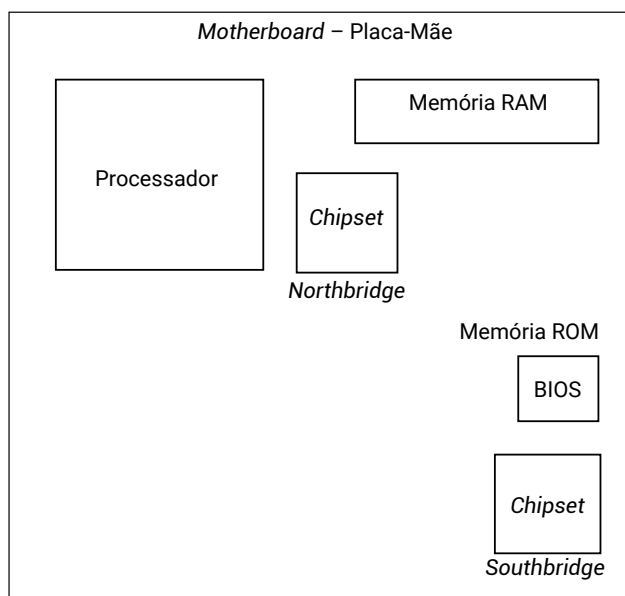 Motherboard – Placa-Mãe
Memória RAM
Processador
Chipset
Northbridge
Memória ROM
BIOS
Chipset
Southbridge